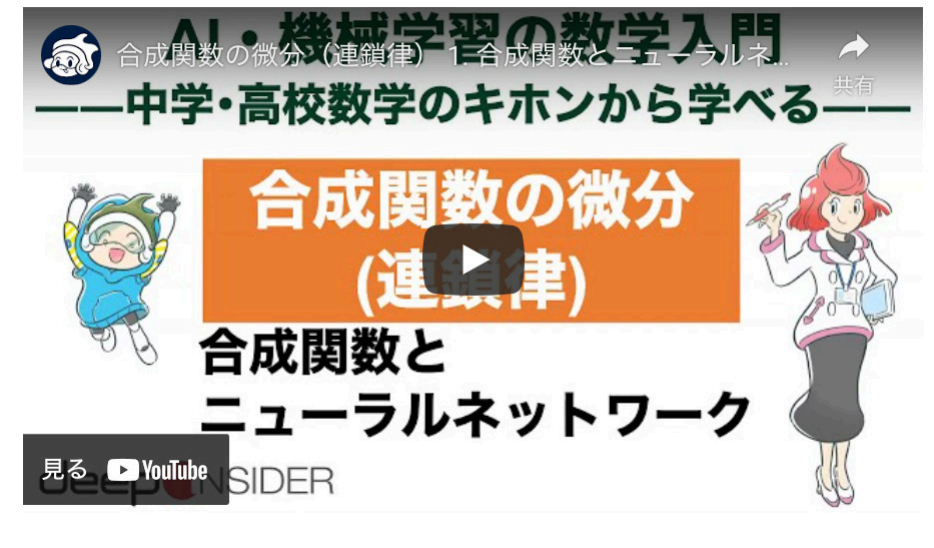 AI・機械学習の数学入門
合成関数の微分（連鎖律） 1. 合成関数とニューラルネ...
共有
——中学・高校数学のキホンから学べる——
合成関数の微分
(連鎖律)
合成関数と
ニューラルネットワーク
見る YouTube
deep INSIDER